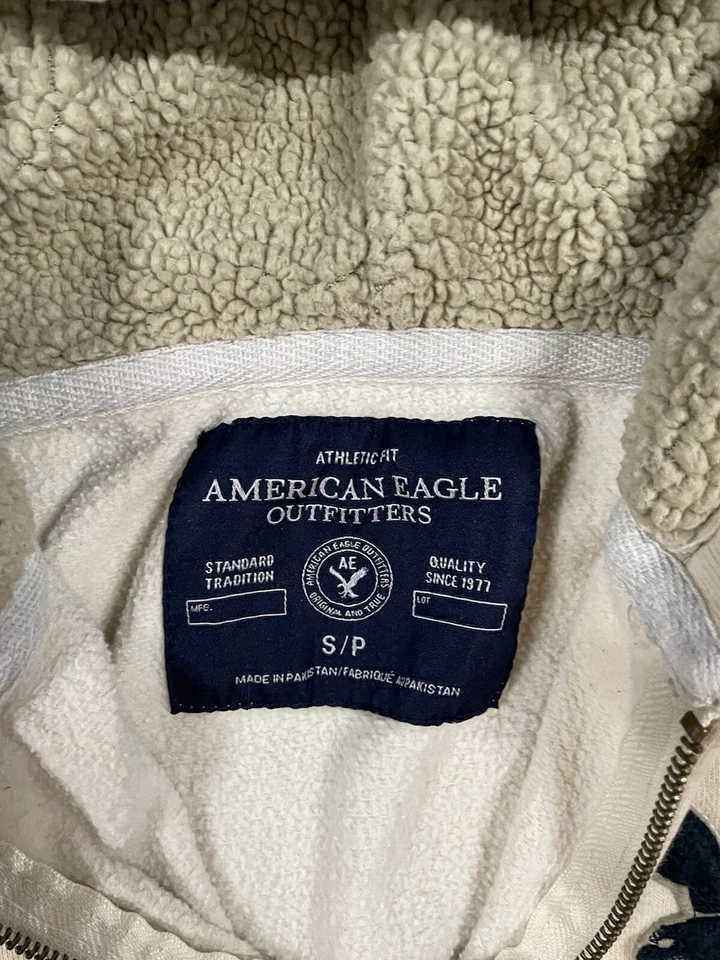 ATHLETIC FIT
AMERICAN EAGLE
OUTFITTERS
STANDARD
TRADITION
MFG.
AMERICAN EAGLE OUTFITTERS
AE
ORIGINAL AND TRUE
QUALITY
SINCE 1977
LOT
S/P
MADE IN PAKISTAN/FABRIQUÉ AU PAKISTAN